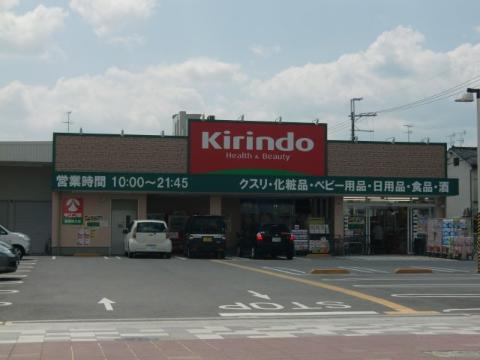 Kirindo
Health & Beauty
営業時間 10:00～21:45
クスリ・化粧品・ベビー用品・日用品・食品・酒
STOP